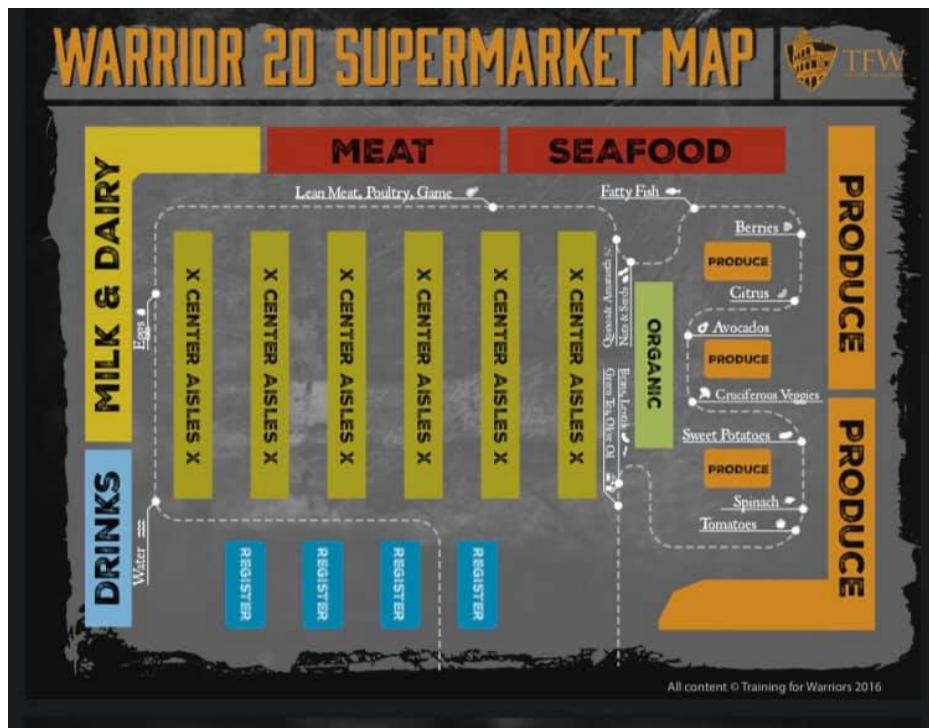 WARRIOR 20 SUPERMARKET MAP
TFW
MILK & DAIRY
MEAT
SEAFOOD
PRODUCE
Lean Meat, Poultry, Game
Fatty Fish
Berries
PRODUCE
Citrus
Avocados
PRODUCE
Cruciferous Veggies
Sweet Potatoes
PRODUCE
Spinach
Tomatoes
PRODUCE
Eggs
X CENTER AISLES X
X CENTER AISLES X
X CENTER AISLES X
X CENTER AISLES X
X CENTER AISLES X
X CENTER AISLES X
Nuts & Seeds
ORGANIC
Beans, Lentils
Green Tea, Olive Oil
DRINKS
Water
REGISTER
REGISTER
REGISTER
REGISTER
All content © Training for Warriors 2016